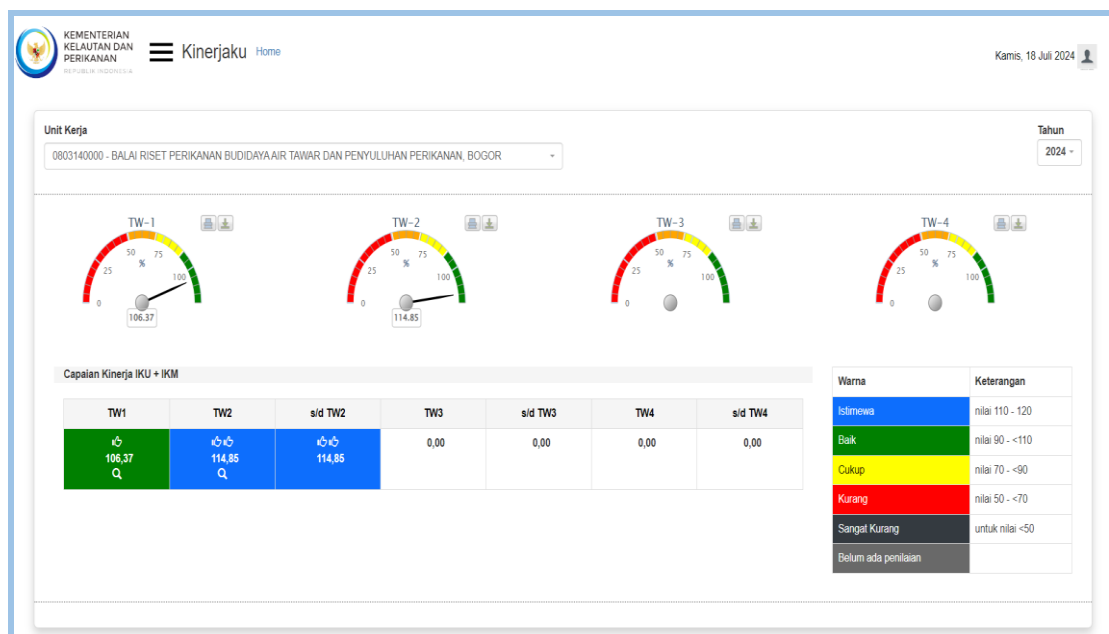 KEMENTERIAN
KELAUTAN DAN
PERIKANAN
REPUBLIK INDONESIA
Kinerjaku Home
Kamis, 18 Juli 2024
Unit Kerja
Tahun
0803140000 - BALAI RISET PERIKANAN BUDIDAYA AIR TAWAR DAN PENYULUHAN PERIKANAN, BOGOR
2024
TW-1
0 25 50 75 100
%
106.37
TW-2
0 25 50 75 100
%
114.85
TW-3
0 25 50 75 100
%
TW-4
0 25 50 75 100
%
Capaian Kinerja IKU + IKM
TW1 TW2 s/d TW2 TW3 s/d TW3 TW4 s/d TW4
106,37 114,85 114,85 0,00 0,00 0,00 0,00
Warna Keterangan
Istimewa nilai 110 - 120
Baik nilai 90 - <110
Cukup nilai 70 - <90
Kurang nilai 50 - <70
Sangat Kurang untuk nilai <50
Belum ada penilaian